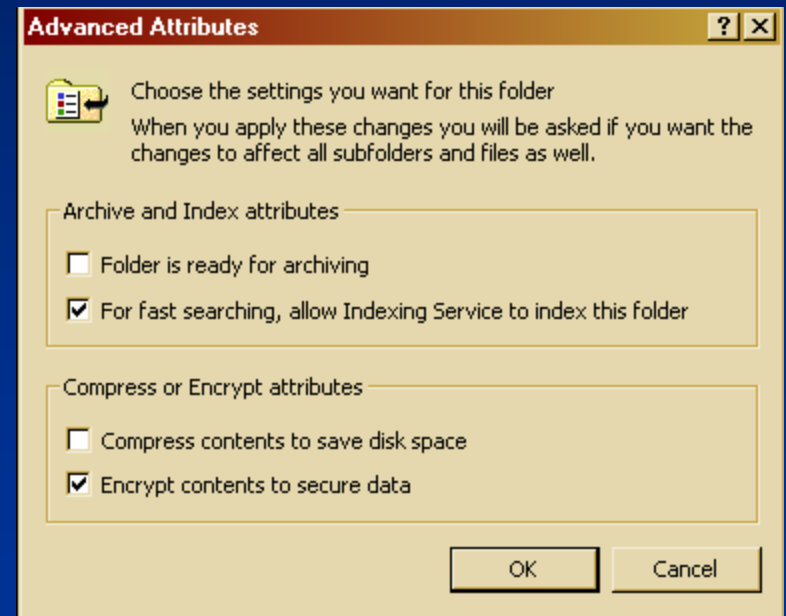 Advanced Attributes
Choose the settings you want for this folder
When you apply these changes you will be asked if you want the
changes to affect all subfolders and files as well.
Archive and Index attributes
Folder is ready for archiving
For fast searching, allow Indexing Service to index this folder
Compress or Encrypt attributes
Compress contents to save disk space
Encrypt contents to secure data
OK Cancel